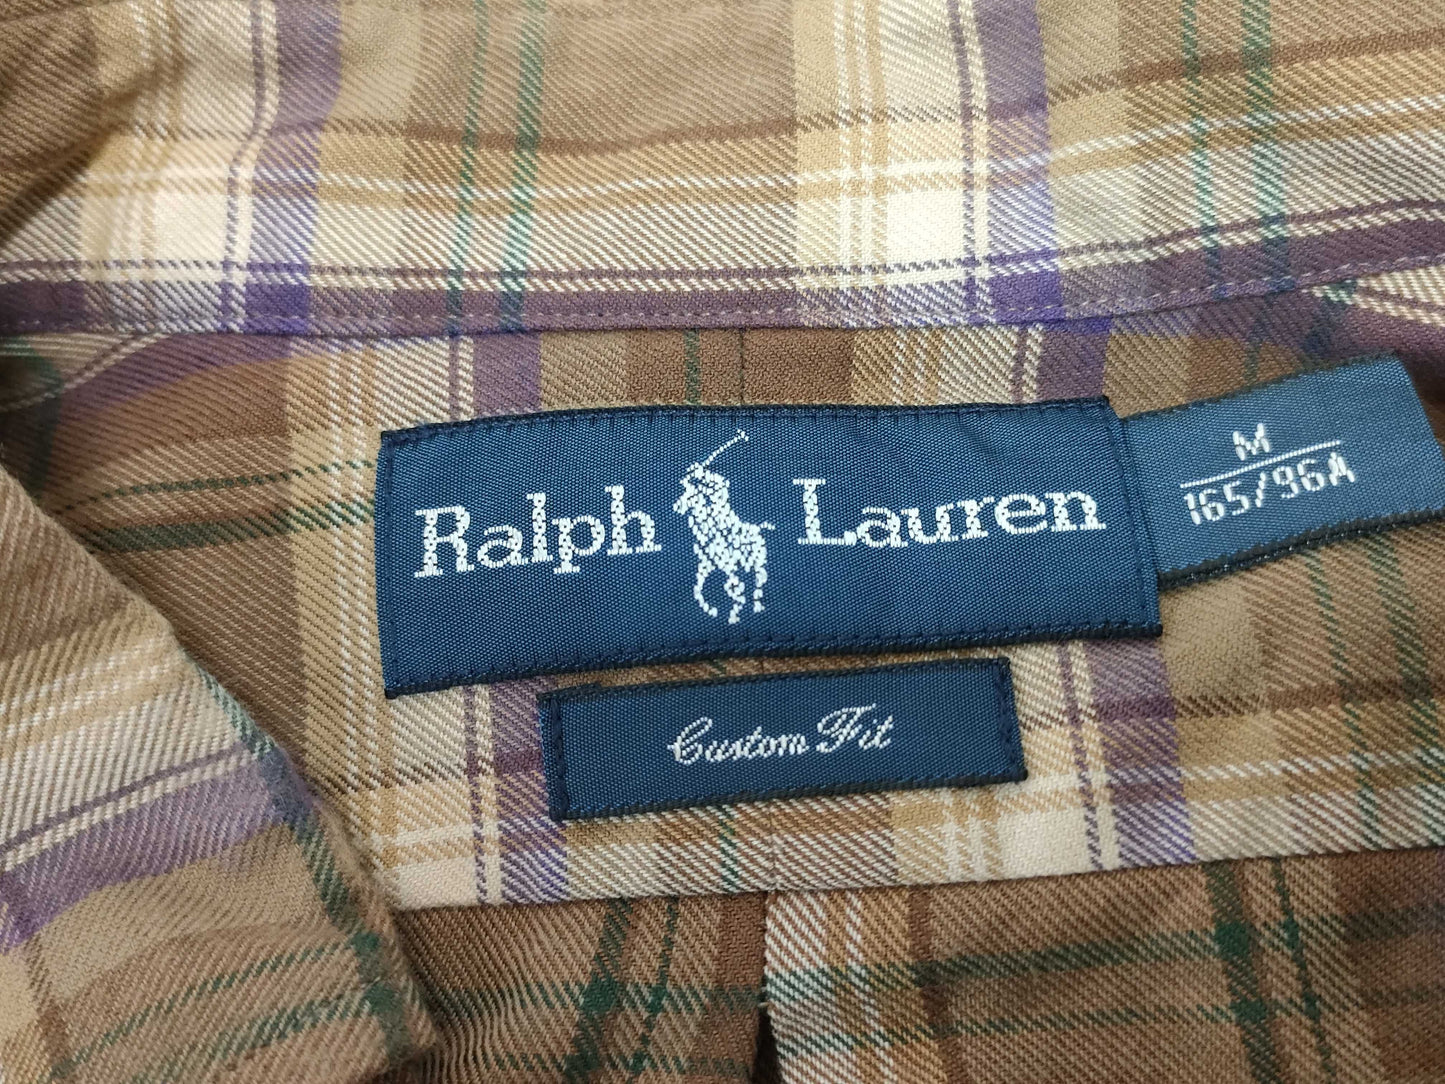 Ralph Lauren
M
165/96A
Custom Fit